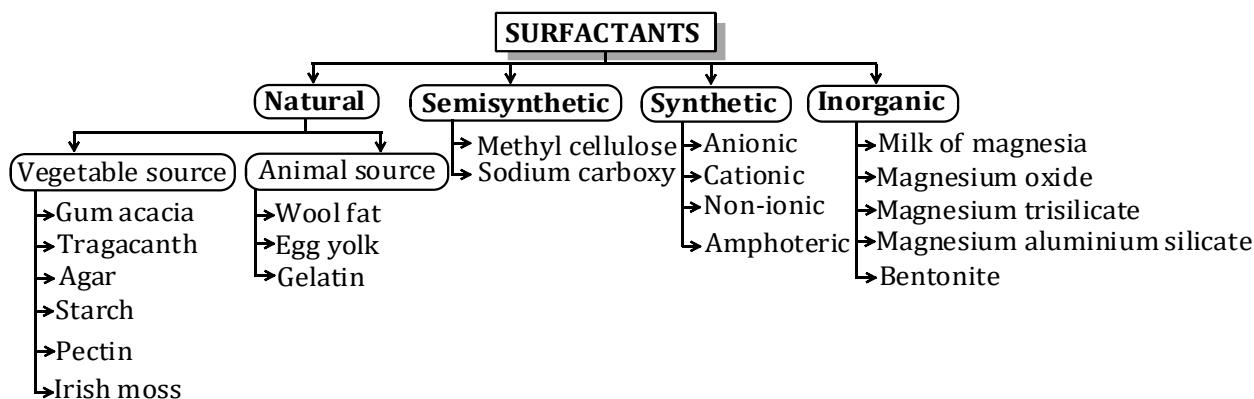 SURFACTANTS
Natural
Semisynthetic
Synthetic
Inorganic
Vegetable source
Animal source
Gum acacia
Tragacanth
Agar
Starch
Pectin
Irish moss
Wool fat
Egg yolk
Gelatin
Methyl cellulose
Sodium carboxy
Anionic
Cationic
Non-ionic
Amphoteric
Milk of magnesia
Magnesium oxide
Magnesium trisilicate
Magnesium aluminium silicate
Bentonite